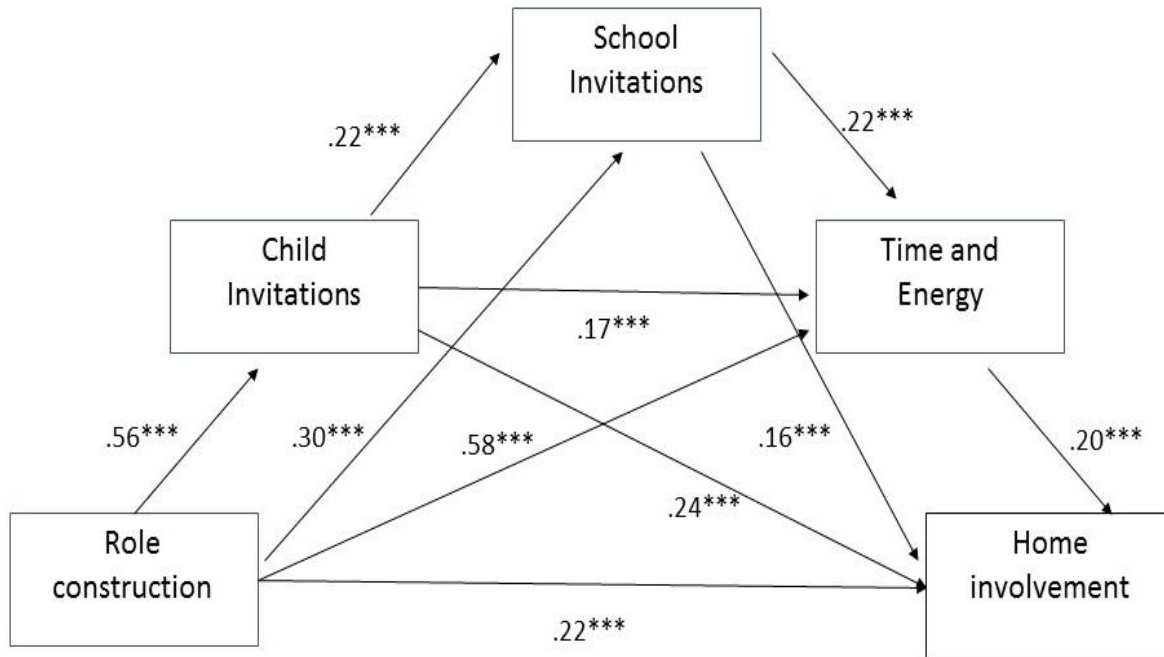 School
Invitations
.22***
.22***
Child
Invitations
Time and
Energy
.17***
.56***
.30***
.58***
.16***
.20***
.24***
Role
construction
Home
involvement
.22***